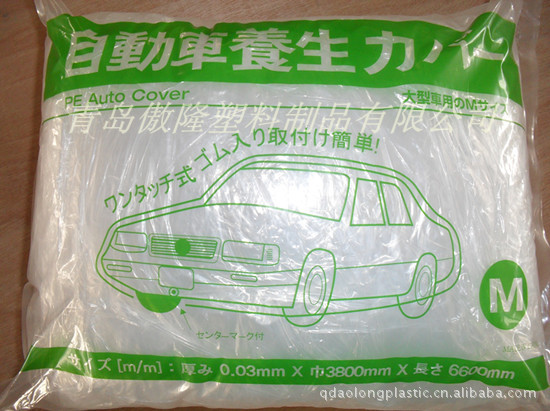 自動車養生カバー
PE Auto Cover
大型車用のMサイズ
青岛傲隆塑料制品有限公司
ワンタッチ式ゴム入り取付け簡単!
M
センターマーク付
サイズ [m/m] : 厚み 0.03mm X 巾3800mm X 長さ 6600mm
qdaolongplastic.cn.alibaba.com